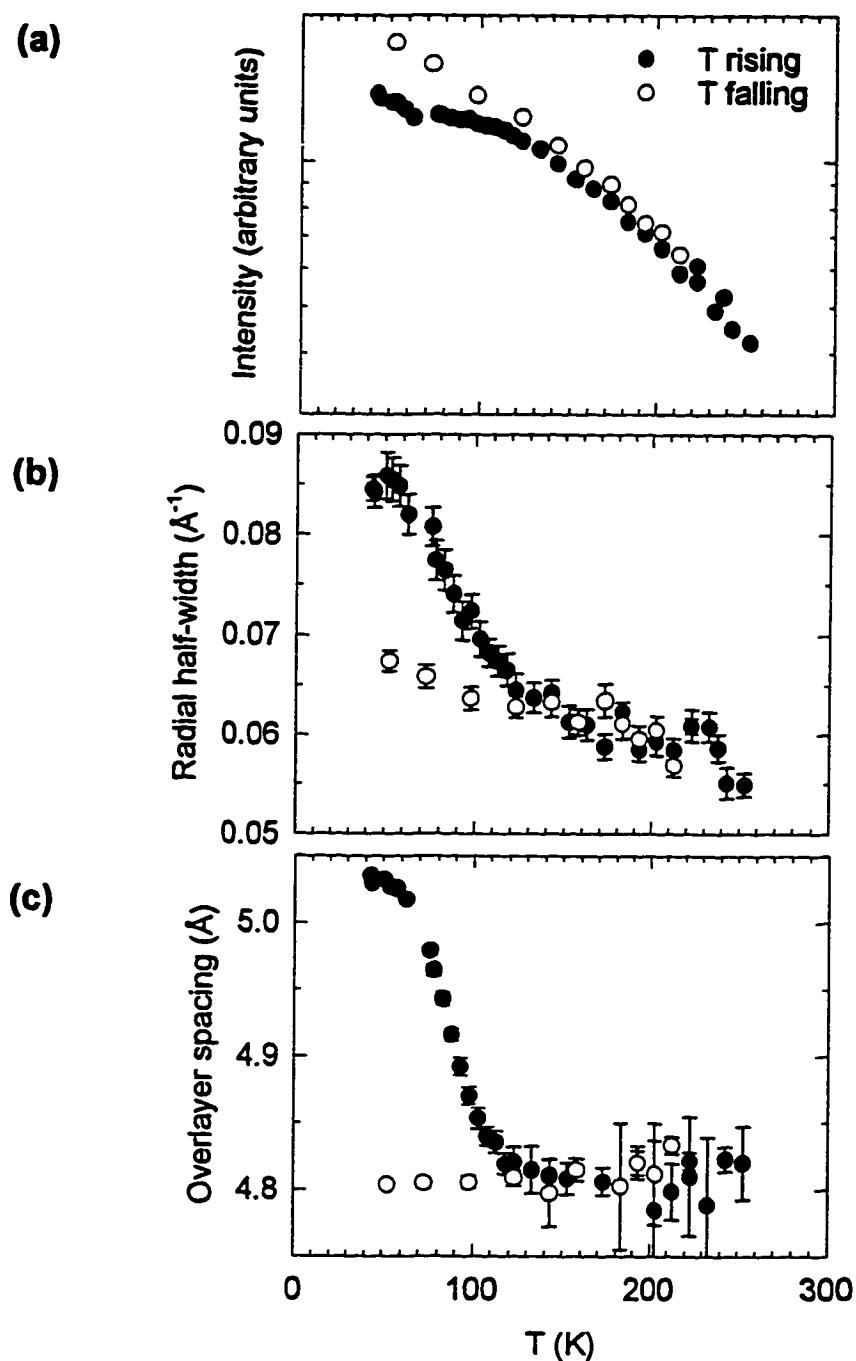 (a)
Intensity (arbitrary units)
T rising
T falling
(b)
Radial half-width (Å⁻¹)
0.09
0.08
0.07
0.06
0.05
(c)
Overlayer spacing (Å)
5.0
4.9
4.8
0 100 200 300
T (K)